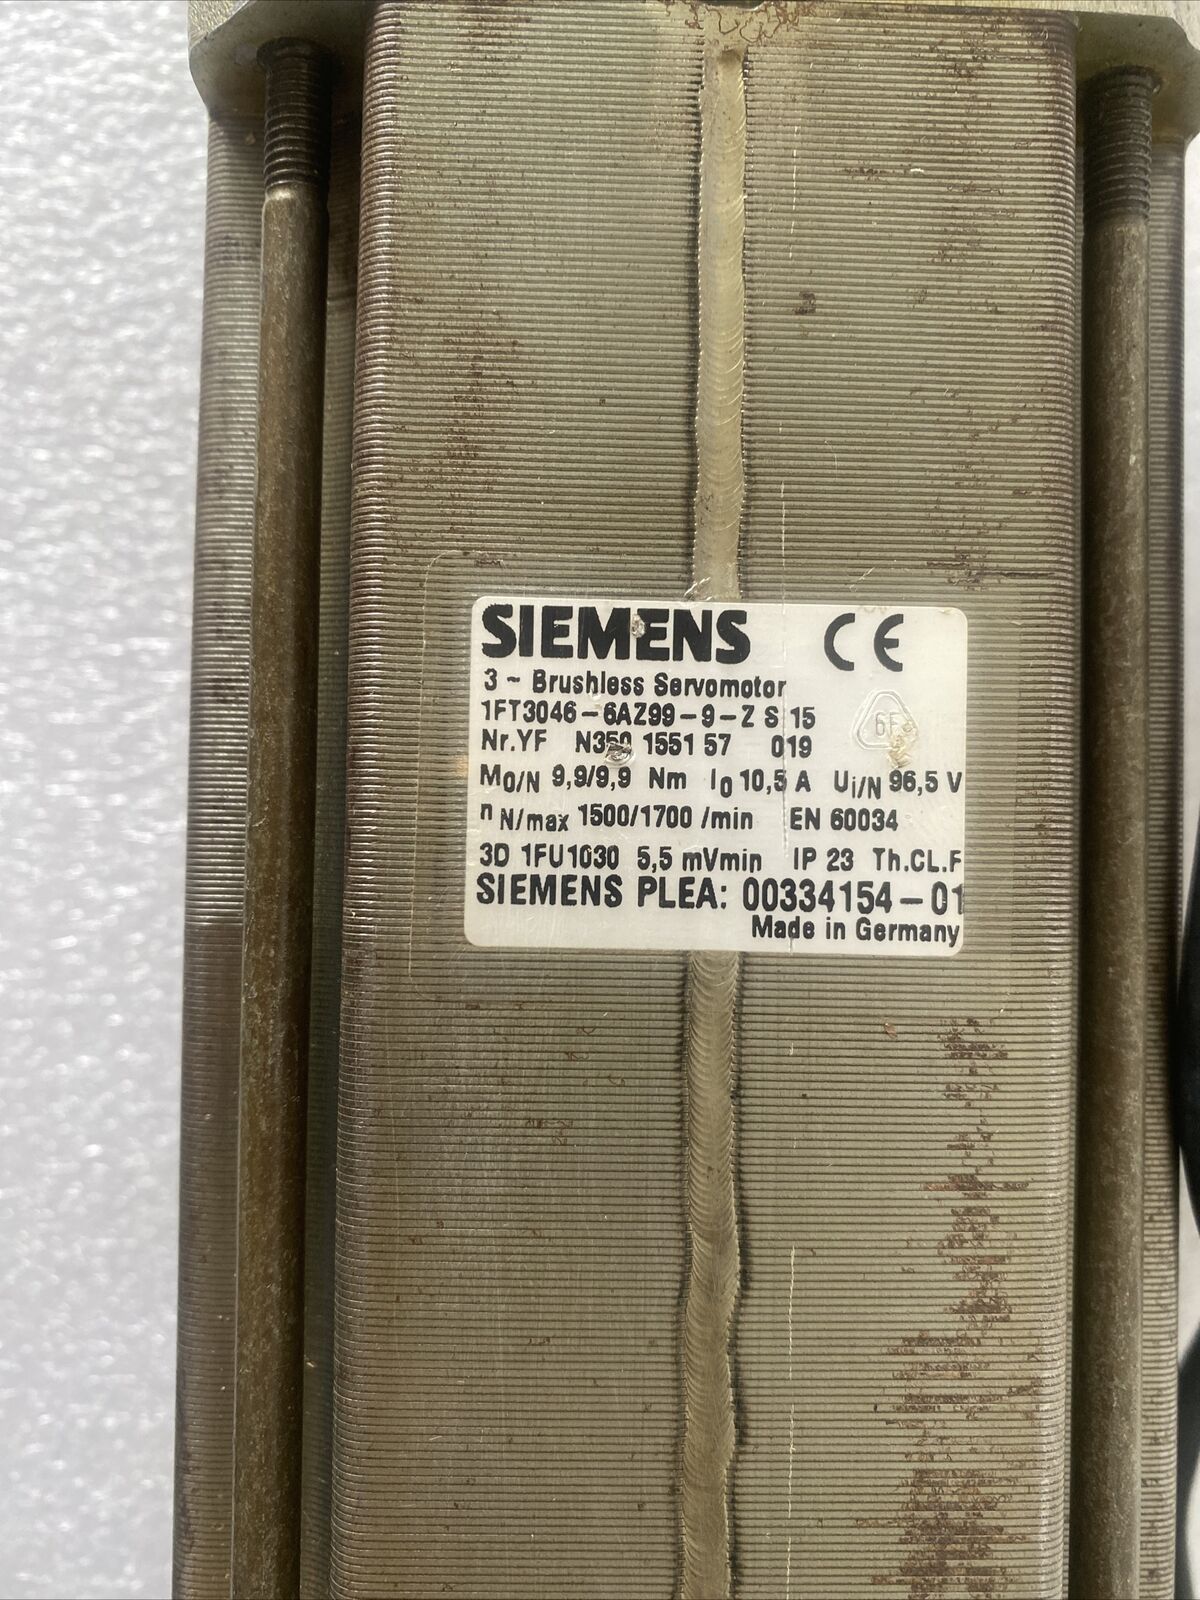 SIEMENS CE
3 ~ Brushless Servomotor
1FT3046-6AZ99-9-Z S 15
Nr.YF N350 1551 57 019
M0/N 9,9/9,9 Nm I0 10,5 A Ui/N 96,5 V
n N/max 1500/1700 /min EN 60034
3D 1FU1030 5,5 mVmin IP 23 Th.CL.F
SIEMENS PLEA: 00334154-01
Made in Germany